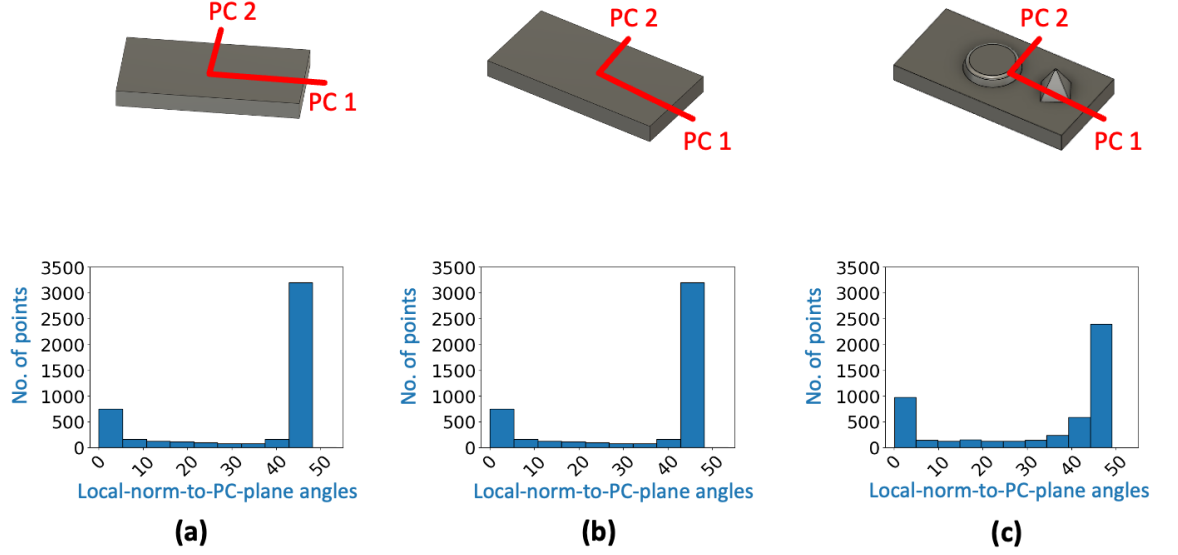 PC 2
PC 1
PC 2
PC 1
PC 2
PC 1
No. of points
3500
3000
2500
2000
1500
1000
500
0
0 10 20 30 40 50
Local-norm-to-PC-plane angles
(a)
No. of points
3500
3000
2500
2000
1500
1000
500
0
0 10 20 30 40 50
Local-norm-to-PC-plane angles
(b)
No. of points
3500
3000
2500
2000
1500
1000
500
0
0 10 20 30 40 50
Local-norm-to-PC-plane angles
(c)